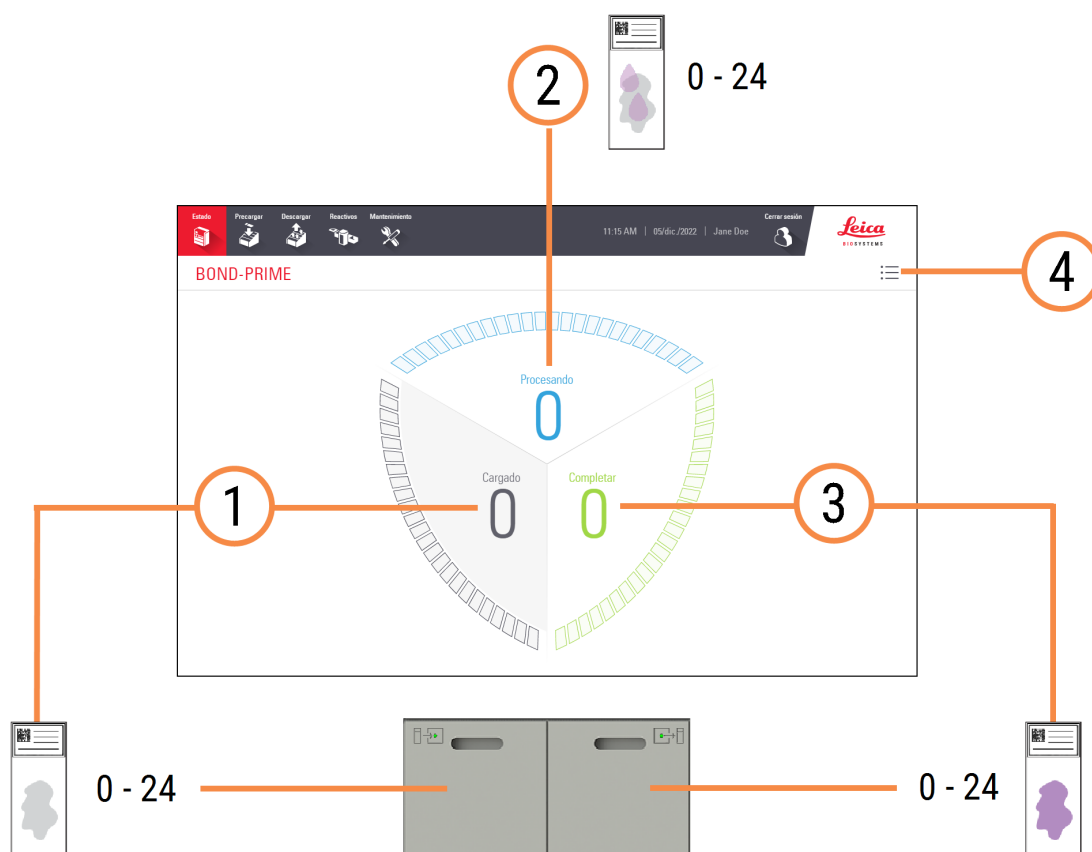 2
0 - 24
Estado
Precargar
Descargar
Reactivos
Mantenimiento
11:15 AM | 05/dic./2022 | Jane Doe
Cerrar sesión
Leica
BIOSYSTEMS
BOND-PRIME
4
Procesando
0
Cargado
0
Completar
0
1
3
0 - 24
0 - 24